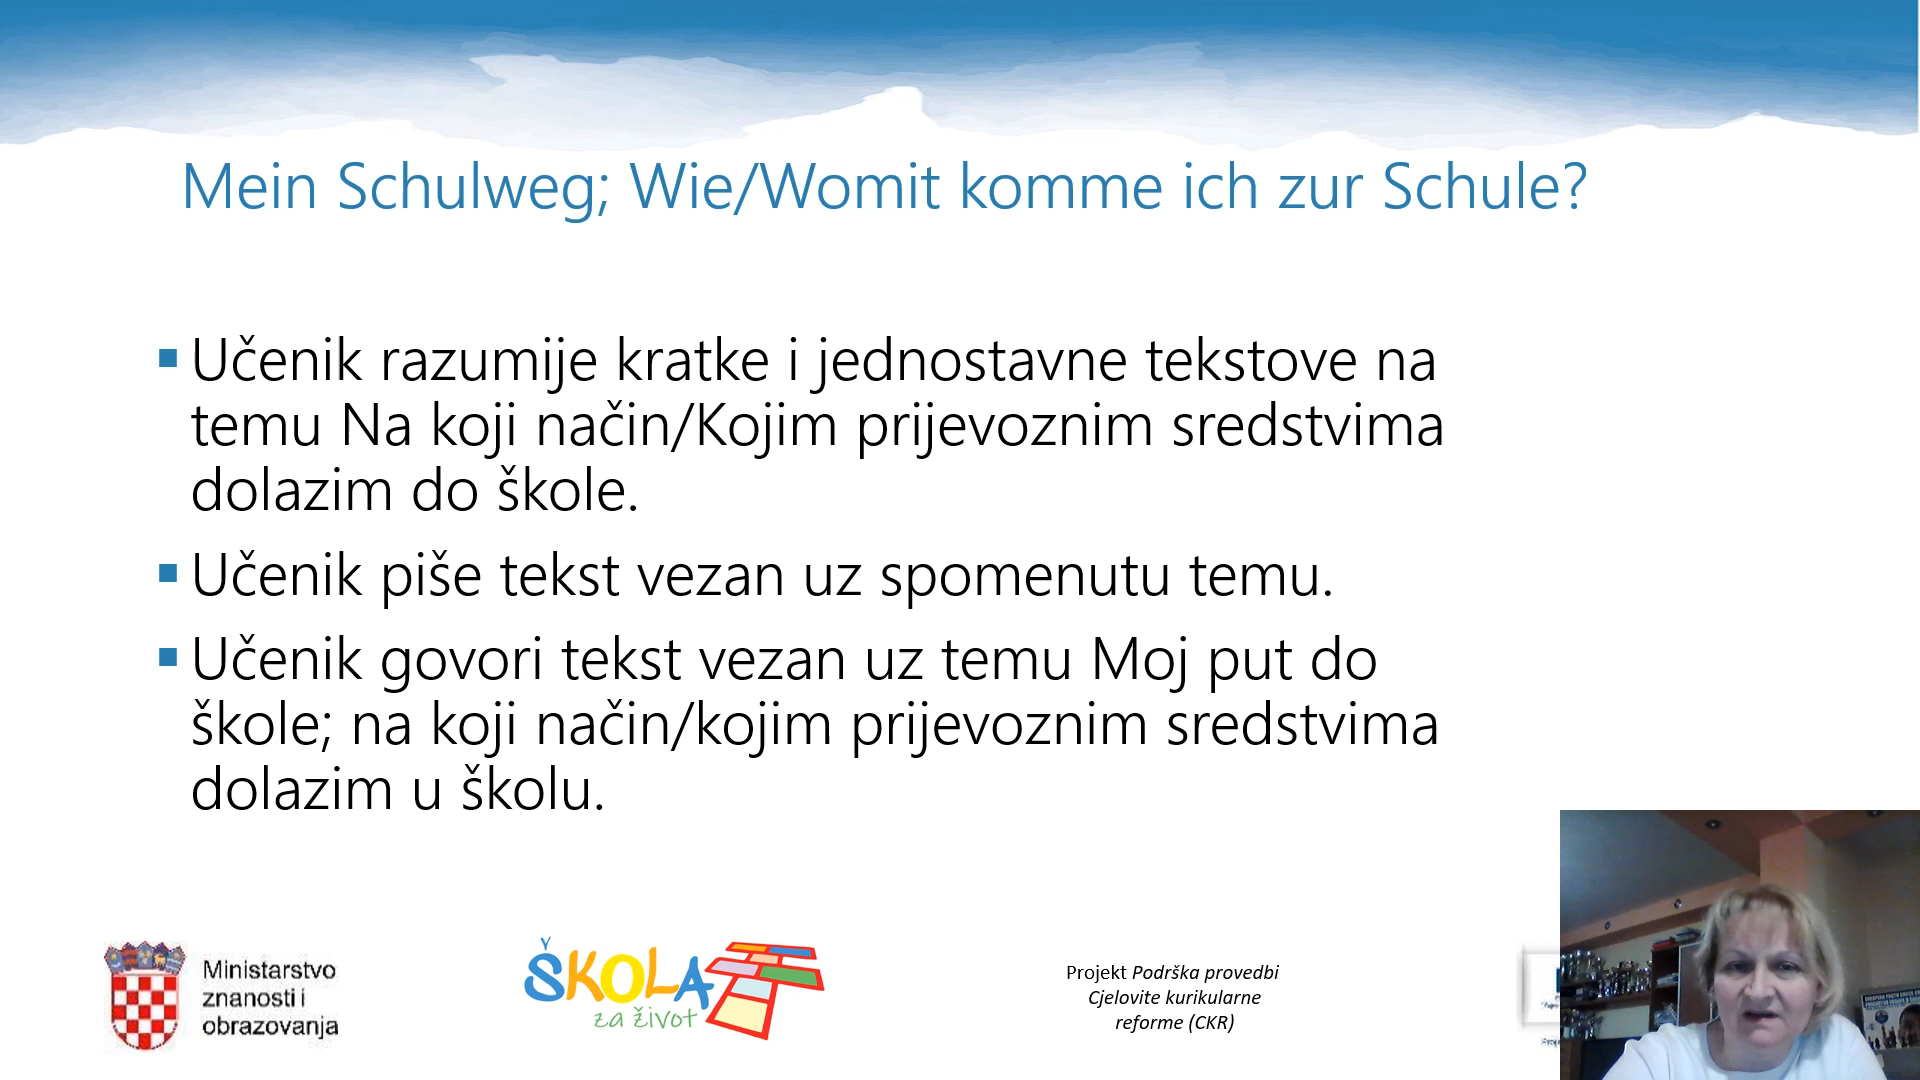 Mein Schulweg; Wie/Womit komme ich zur Schule?
Učenik razumije kratke i jednostavne tekstove na
temu Na koji način/Kojim prijevoznim sredstvima
dolazim do škole.
Učenik piše tekst vezan uz spomenutu temu.
Učenik govori tekst vezan uz temu Moj put do
škole; na koji način/kojim prijevoznim sredstvima
dolazim u školu.
Ministarstvo
znanosti i
obrazovanja
ŠKOLA
za život
Projekt Podrška provedbi
Cjelovite kurikularne
reforme (CKR)